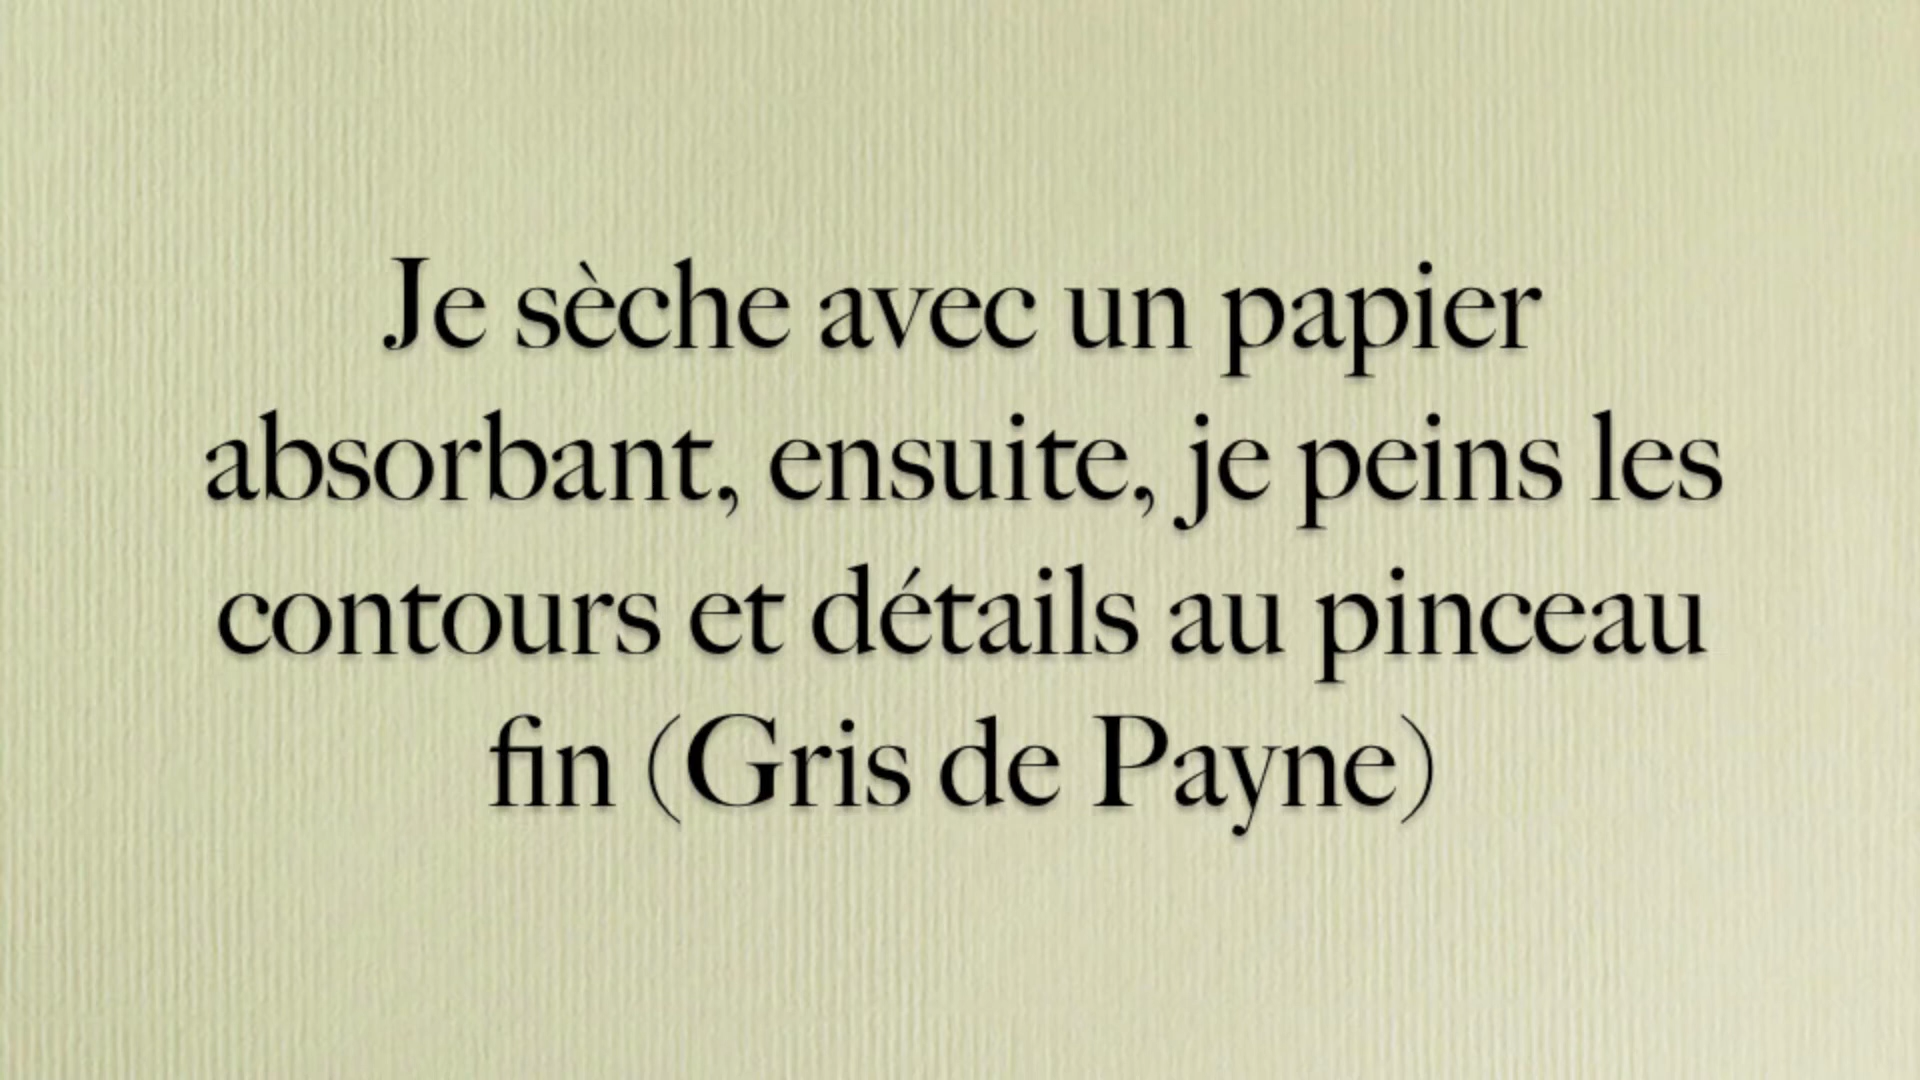 Je sèche avec un papier
absorbant, ensuite, je peins les
contours et détails au pinceau
fin (Gris de Payne)